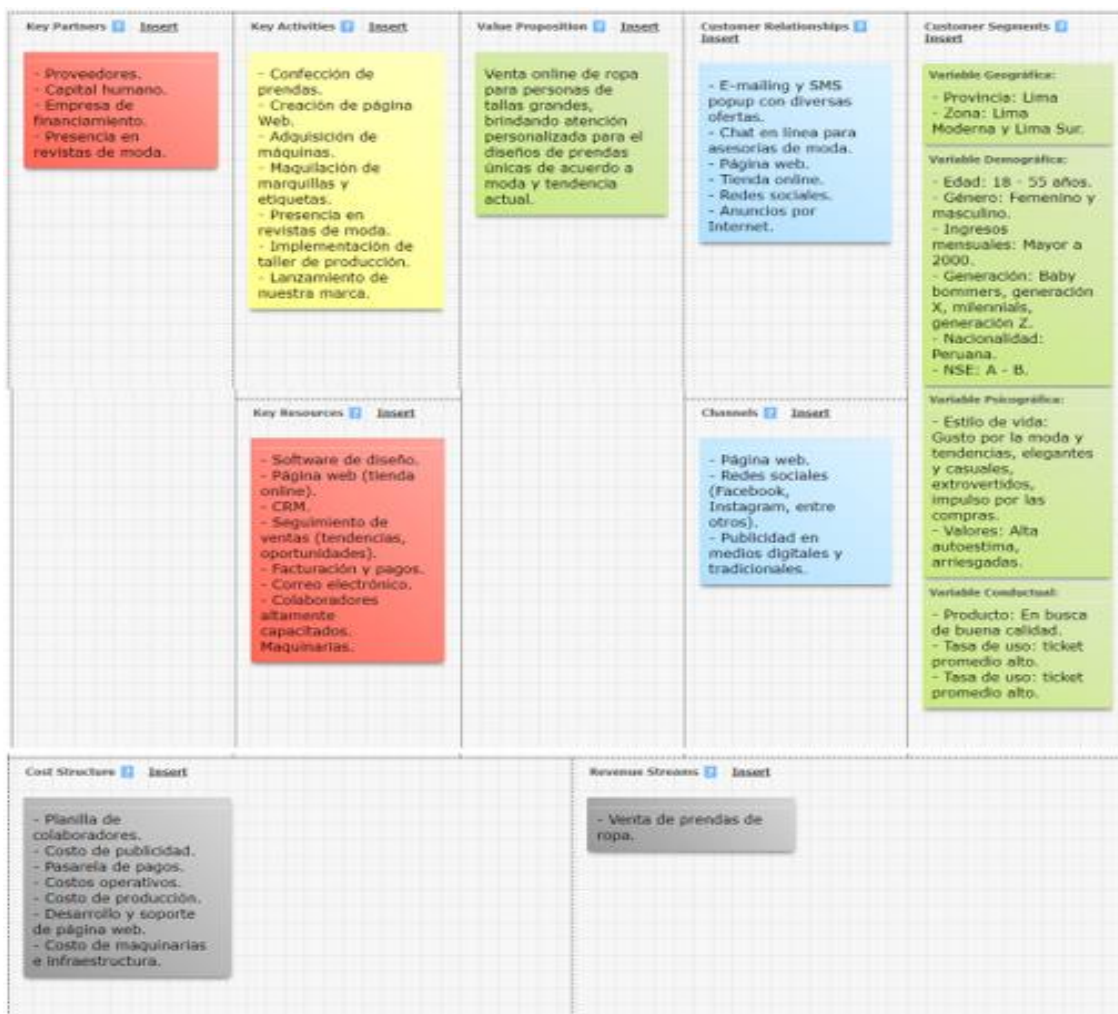 Key Partners ? Insert
- Proveedores.
- Capital humano.
- Empresa de
financiamiento.
- Presencia en
revistas de moda.
Key Activities ? Insert
- Confección de
prendas.
- Creación de página
Web.
- Adquisición de
máquinas.
- Maquilación de
marquillas y
etiquetas.
- Presencia en
revistas de moda.
- Implementación de
taller de producción.
- Lanzamiento de
nuestra marca.
Key Resources ? Insert
- Software de diseño.
- Página web (tienda
online).
- CRM.
- Seguimiento de
ventas (tendencias,
oportunidades).
- Facturación y pagos.
- Correo electrónico.
- Colaboradores
altamente
capacitados.
Maquinarias.
Value Proposition ? Insert
Venta online de ropa
para personas de
tallas grandes,
brindando atención
personalizada para el
diseños de prendas
únicas de acuerdo a
moda y tendencia
actual.
Customer Relationships ?
Insert
- E-mailing y SMS
popup con diversas
ofertas.
- Chat en línea para
asesorias de moda.
- Página web.
- Tienda online.
- Redes sociales.
- Anuncios por
Internet.
Channels ? Insert
- Página web.
- Redes sociales
(Facebook,
Instagram, entre
otros).
- Publicidad en
medios digitales y
tradicionales.
Customer Segments ?
Insert
Variable Geográfica:
- Provincia: Lima
- Zona: Lima
Moderna y Lima Sur.
Variable Demográfica:
- Edad: 18 - 55 años.
- Género: Femenino y
masculino.
- Ingresos
mensuales: Mayor a
2000.
- Generación: Baby
bommers, generación
X, milennials,
generación Z.
- Nacionalidad:
Peruana.
- NSE: A - B.
Variable Psicográfica:
- Estilo de vida:
Gusto por la moda y
tendencias, elegantes
y casuales,
extrovertidos,
impulso por las
compras.
- Valores: Alta
autoestima,
arriesgadas.
Variable Conductual:
- Producto: En busca
de buena calidad.
- Tasa de uso: ticket
promedio alto.
- Tasa de uso: ticket
promedio alto.
Cost Structure ? Insert
- Planilla de
colaboradores.
- Costo de publicidad.
- Pasarela de pagos.
- Costos operativos.
- Costo de producción.
- Desarrollo y soporte
de página web.
- Costo de maquinarias
e infraestructura.
Revenue Streams ? Insert
- Venta de prendas de
ropa.